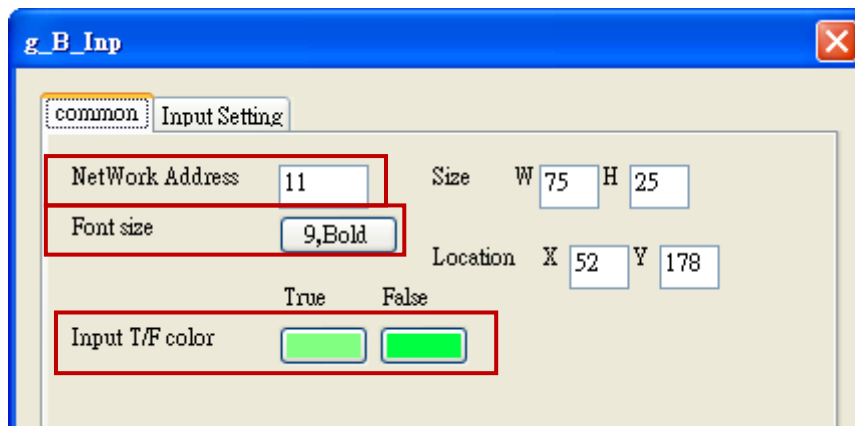 g_B_Inp
common Input Setting
NetWork Address 11 Size W 75 H 25
Font size 9,Bold
Location X 52 Y 178
True False
Input T/F color